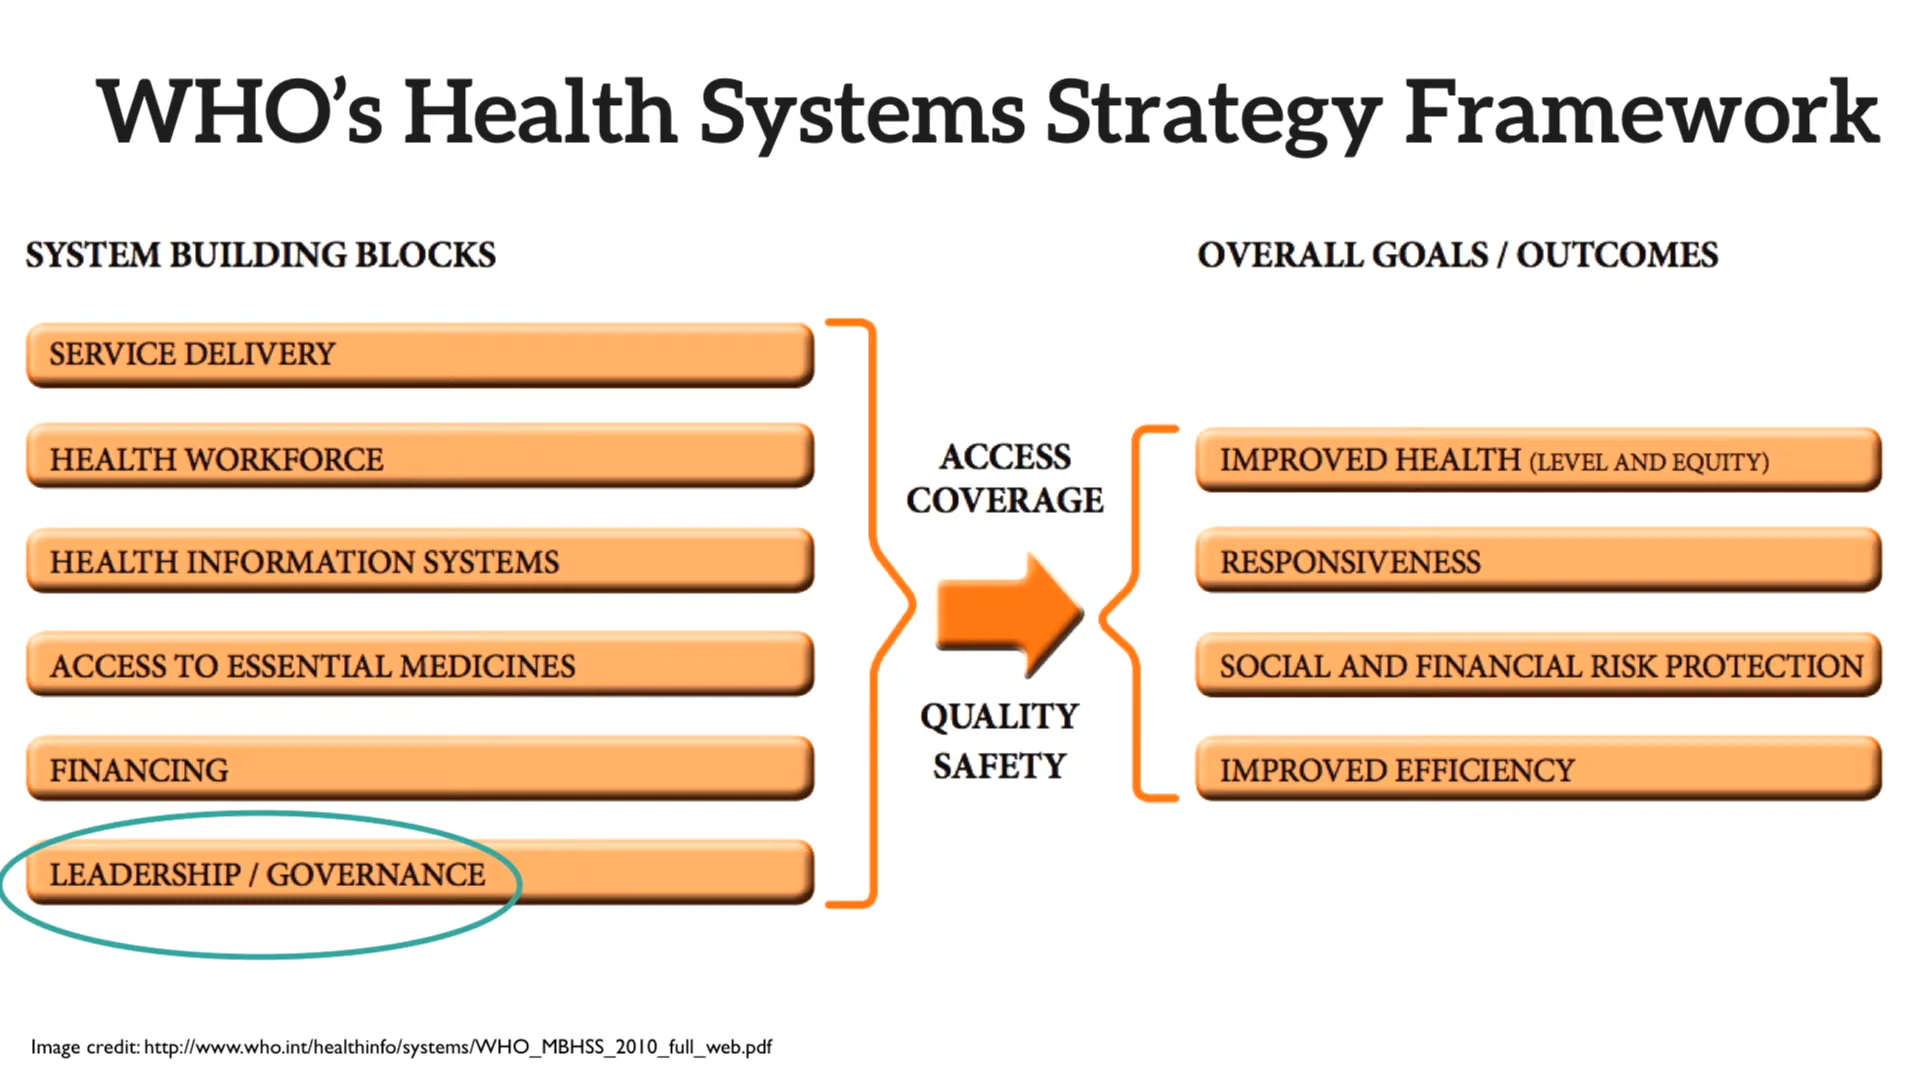 WHO’s Health Systems Strategy Framework
SYSTEM BUILDING BLOCKS
SERVICE DELIVERY
HEALTH WORKFORCE
HEALTH INFORMATION SYSTEMS
ACCESS TO ESSENTIAL MEDICINES
FINANCING
LEADERSHIP / GOVERNANCE
ACCESS
COVERAGE
QUALITY
SAFETY
OVERALL GOALS / OUTCOMES
IMPROVED HEALTH (LEVEL AND EQUITY)
RESPONSIVENESS
SOCIAL AND FINANCIAL RISK PROTECTION
IMPROVED EFFICIENCY
Image credit: http://www.who.int/healthinfo/systems/WHO_MBHSS_2010_full_web.pdf